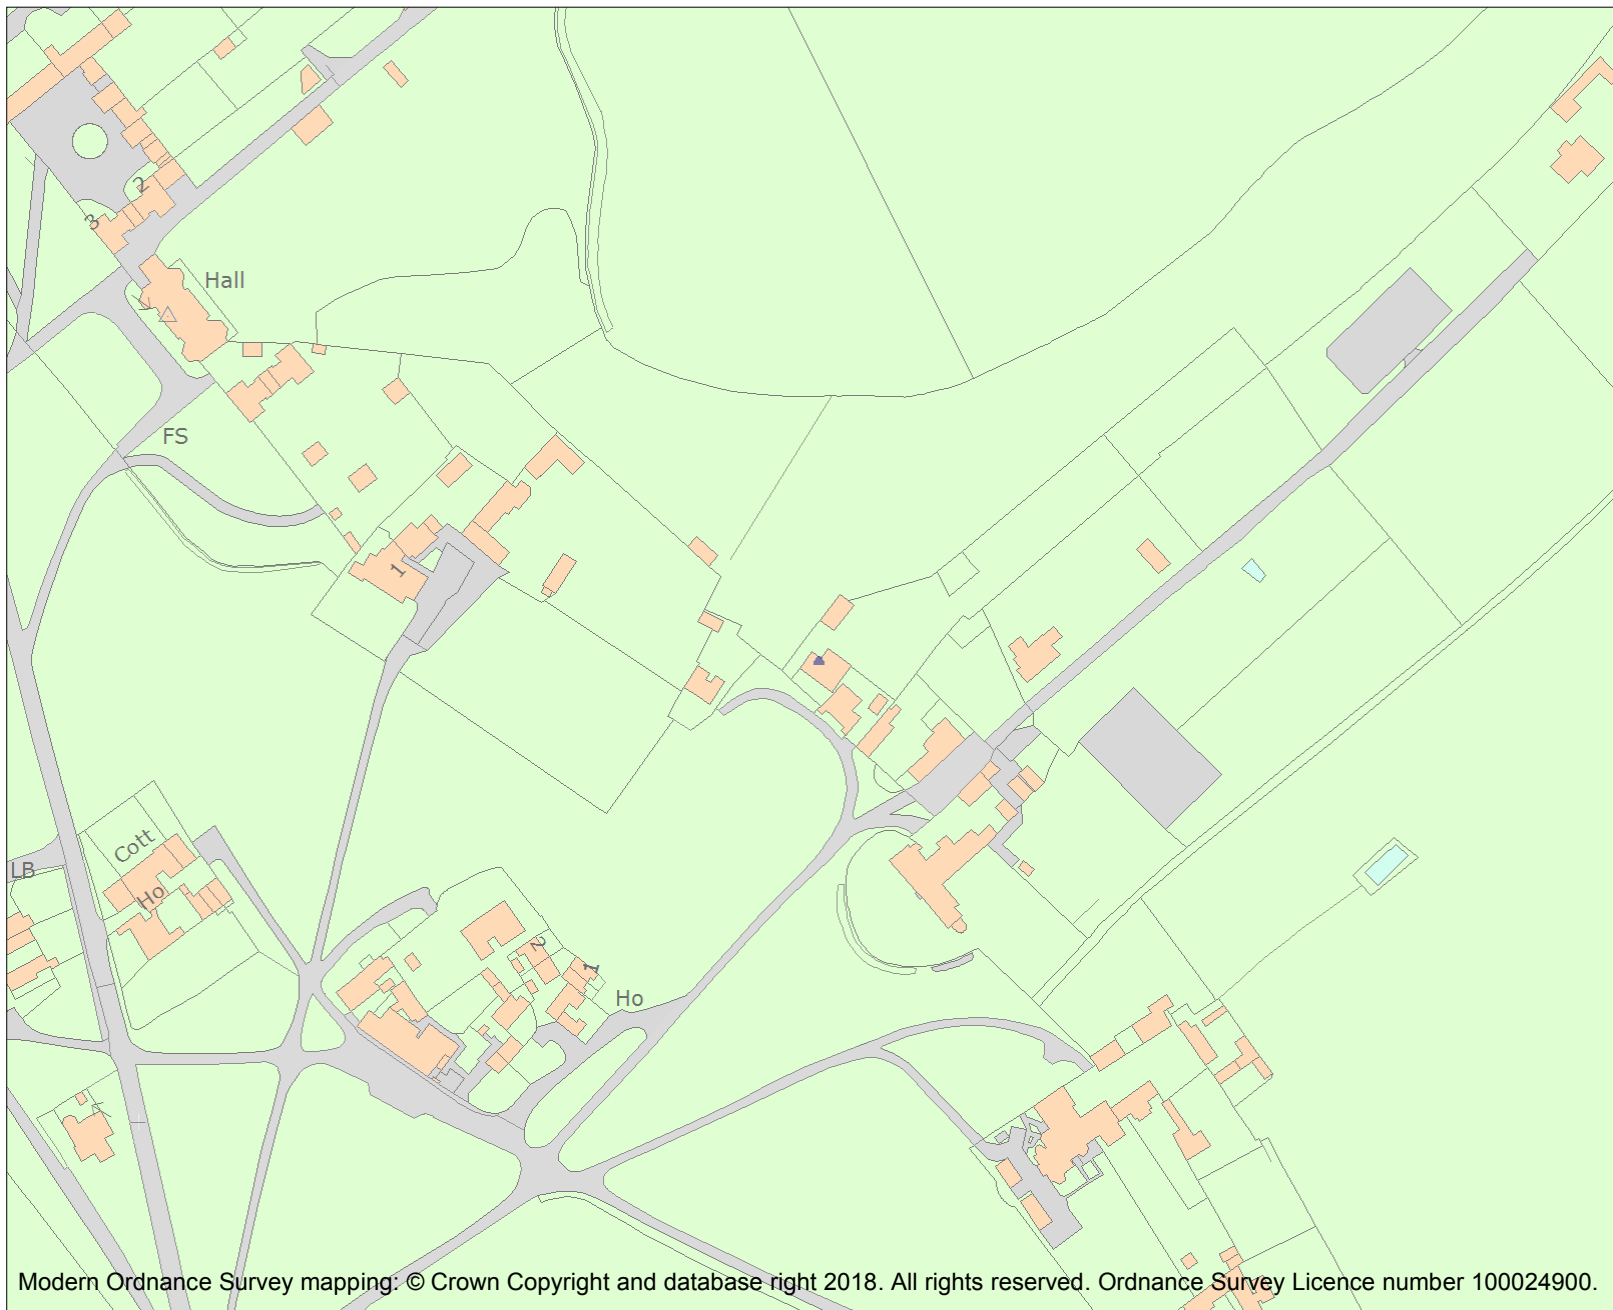 2
3
Hall
FS
1
Cott
LB
Ho
2
1
Ho
Modern Ordnance Survey mapping: © Crown Copyright and database right 2018. All rights reserved. Ordnance Survey Licence number 100024900.